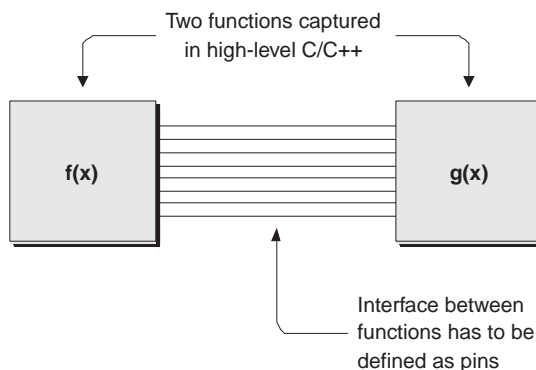 Two functions captured
in high-level C/C++
f(x)
g(x)
Interface between
functions has to be
defined as pins